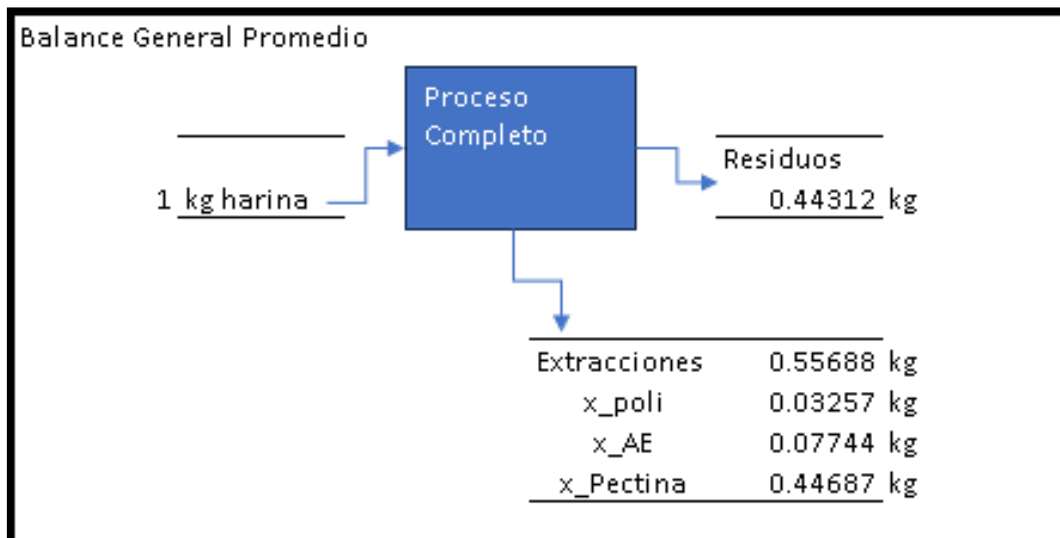 Balance General Promedio
Proceso
Completo
1 kg harina
Residuos
0.44312 kg
Extracciones 0.55688 kg
x_poli 0.03257 kg
x_AE 0.07744 kg
x_Pectina 0.44687 kg